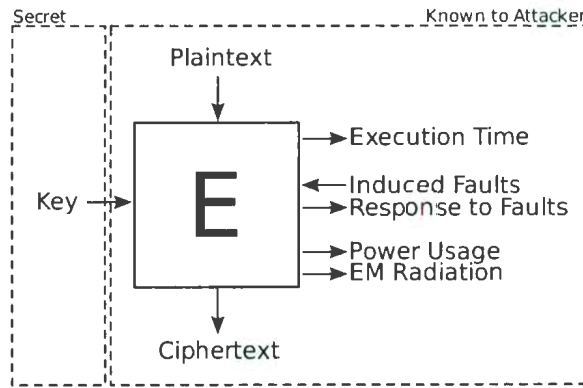 Secret
Known to Attacker
Plaintext
Execution Time
E
Induced Faults
Key
Response to Faults
Power Usage
EM Radiation
Ciphertext